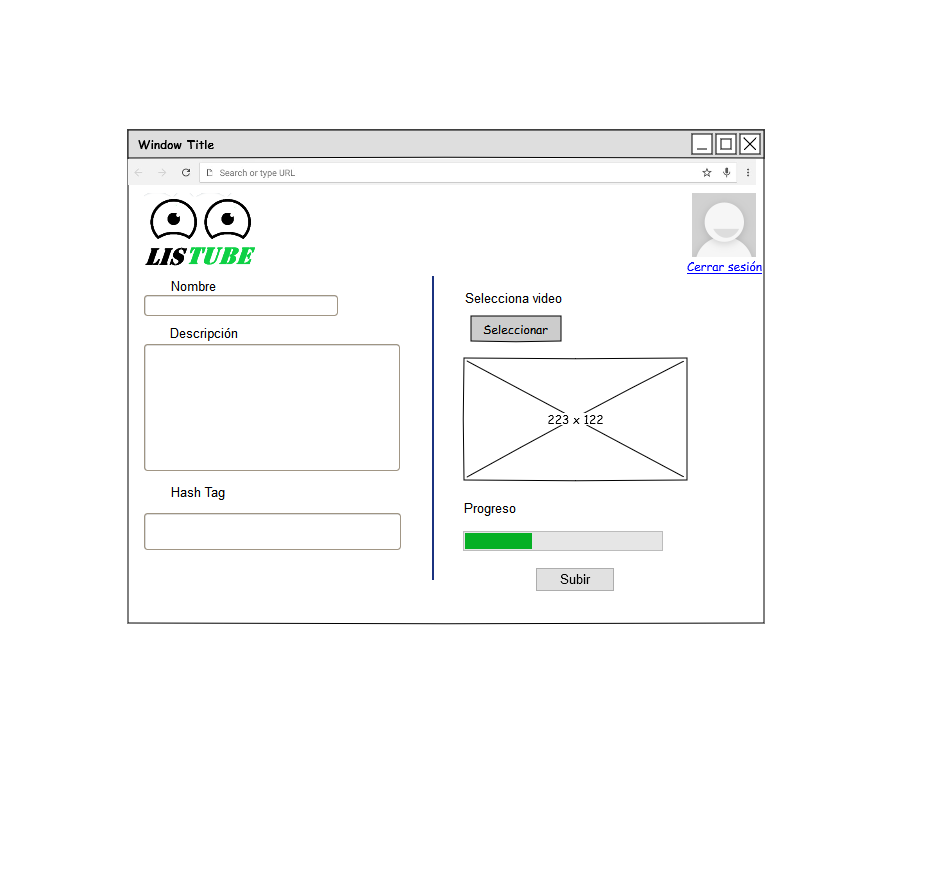 Window Title
Search or type URL
LISTUBE
Cerrar sesión
Nombre
Descripción
Hash Tag
Selecciona video
Seleccionar
223 x 122
Progreso
Subir